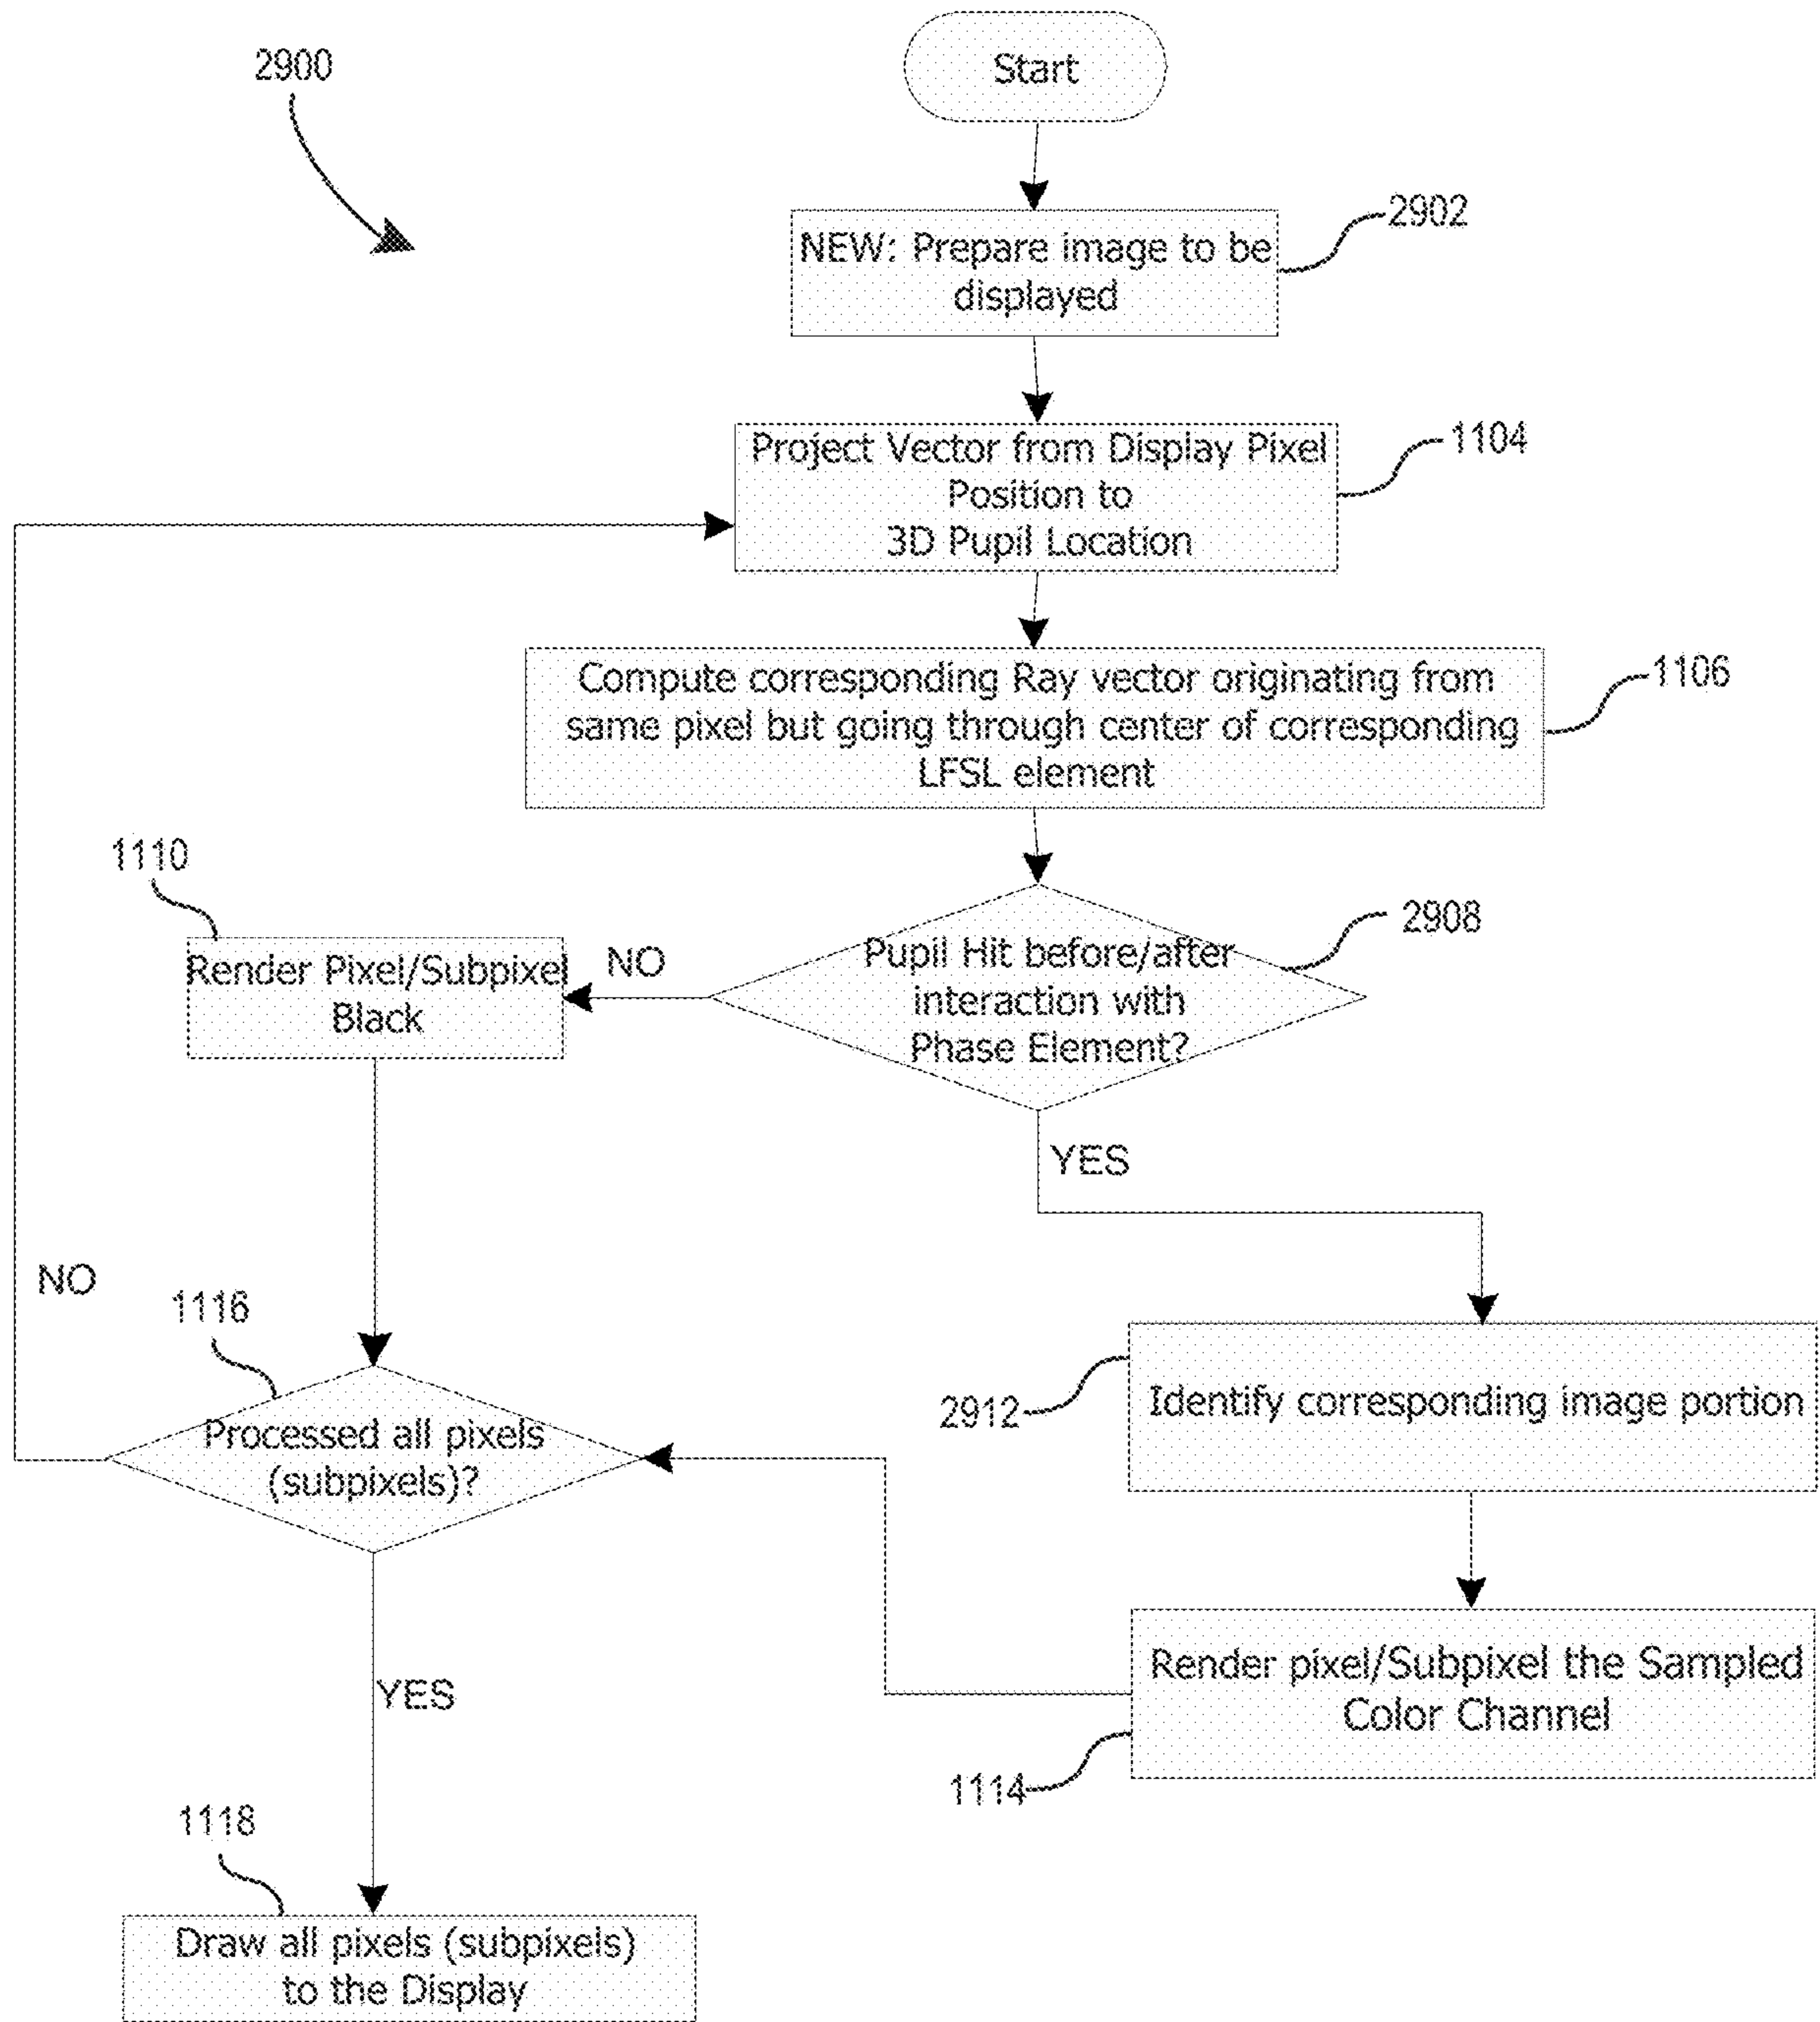 2900
Start
NEW: Prepare image to be
displayed
2902
Project Vector from Display Pixel
Position to
3D Pupil Location
1104
Compute corresponding Ray vector originating from
same pixel but going through center of corresponding
LFSL element
1106
Pupil Hit before/after
interaction with
Phase Element?
2908
NO
1110
Render Pixel/Subpixel
Black
YES
NO
1116
Processed all pixels
(subpixels)?
2912
Identify corresponding image portion
Render pixel/Subpixel the Sampled
Color Channel
1114
YES
1118
Draw all pixels (subpixels)
to the Display